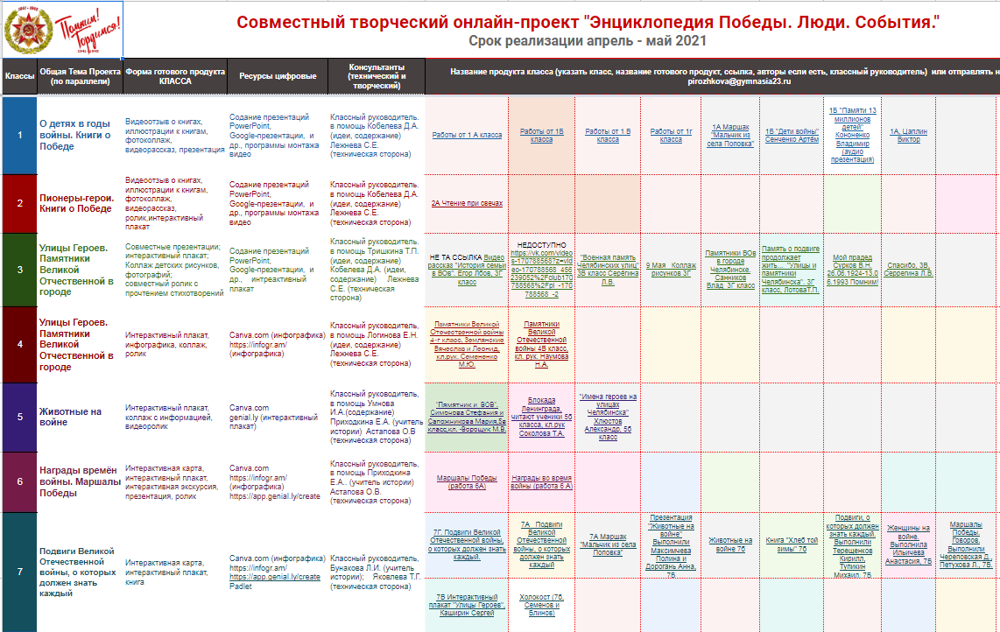 1941 - 1945
Помним!
Гордимся!
Совместный творческий онлайн-проект "Энциклопедия Победы. Люди. События."
Срок реализации апрель - май 2021
Классы
Общая Тема Проекта
(по параллели)
Форма готового продукта
КЛАССА
Ресурсы цифровые
Консультанты
(технический и
творческий)
Название продукта класса (указать класс, название готового продукт, ссылка, авторы если есть, классный руководитель) или отправлять н
pirozhkova@gymnasia23.ru
1
О детях в годы
войны. Книги о
Победе
Видеоотзыв о книгах,
иллюстрации к книгам,
фотоколлаж,
видеорассказ, презентация
Содание презентаций
PowerPoint,
Google-презентации, и
др., программы монтажа
видео
Классный руководитель.
в помощь Кобелева Д.А.
(идеи, содержание)
Лежнева С.Е.
(техническая сторона)
Работы от 1 А класса
Работы от 1Б
класса
Работы от 1 В
класса
Работы от 1г
класса
1А Маршак
"Мальчик из
села Поповка"
1Б "Дети войны"
Сенченко Артём
1Б "Памяти 13
миллионов
детей"
Кононенко
Владимир
(аудио
презентация)
1А, Цаплин
Виктор
2
Пионеры-герои.
Книги о Победе
Видеоотзыв о книгах,
иллюстрации к книгам,
фотоколлаж,
видеорассказ,
ролик,интерактивный
плакат
Содание презентаций
PowerPoint,
Google-презентации, и
др., программы монтажа
видео
Классный руководитель.
в помощь Кобелева Д.А.
(идеи, содержание)
Лежнева С.Е.
(техническая сторона)
2А Чтение при свечах
3
Улицы Героев.
Памятники
Великой
Отечественной в
городе
Совместные презентации;
интерактивный плакат;
Коллаж детских рисунков,
фотографий;
совместный ролик с
прочтением стихотворений
Содание презентаций
PowerPoint,
Google-презентации, и
др., интреактивный
плакат
Классный руководитель.
в помощь Тришкина Т.П.
(идеи, содержание)
Кобелева Д.А. (идеи,
содержание) Лежнева
С.Е. (техническая
сторона)
НЕ ТА ССЫЛКА Видео
рассказ "История семьи
в ВОв". Егор Лбов, 3Г
класс
НЕДОСТУПНО
https://vk.com/video
s-170788568?z=vid
eo-170788568_456
239052%2Fclub170
788568%2Fpl_-170
788568_-2
"Военная память
Челябинских улиц"
3В класс Серёгина
Л.В.
9 Мая Коллаж
рисунков 3Г
Памятники ВОв
в городе
Челябинске.
Санников
Влад. 3Г класс
Память о подвиге
продолжает
жить... "Улицы и
памятники
Челябинска". 3Г
класс, ЛотоваТ.П.
Мой прадед
Сурков В.Н.
26.06.1924-13.0
6.1993 Помним!
Спасибо, 3В,
Серрегина Л.В.
4
Улицы Героев.
Памятники
Великой
Отечественной в
городе
Интерактивный плакат,
инфографика, коллаж,
ролик
Canva.com (инфографика)
https://infogr.am/
(инфографика)
Классный руководитель,
в помощь Логинова Е.Н.
(идеи, содержание)
Лежнева С.Е.
(техническая сторона)
Памятники Великой
Отечественной войны
4-г класс, Землянские
Вячеслав и Леонид,
кл.рук. Семененко
М.Ю.
Памятники
Великой
Отечественной
войны 4В класс,
кл. рук. Наумова
Н.А.
5
Животные на
войне
Интерактивный плакат,
коллаж с информацией,
видеоролик
Canva.com
genial.ly (интерактивный
плакат)
Классный руководитель,
в помощь Умнова
И.А.(содержание)
Приходкина Е.А. (учитель
истории) Астапова О.В
(техническая сторона)
"Пямятник и ВОВ".
Симонова Стефания и
Сапожникова Мария,5в
класс,кл. -Ворощук М.В.
Блокада
Ленинграда,
читают ученики 5б
класса, кл.рук
Соколова Т.А.
"Имена героев на
улицах
Челябинска"
Хлюстов
Александр, 5б
класс
6
Награды времён
войны. Маршалы
Победы
Интерактивная карта,
интерактивный плакат,
интерактивная экскурсия,
презентация, ролик
Canva.com
https://infogr.am/
(инфографика)
https://app.genial.ly/create
Классный руководитель,
в помощь Приходкина
Е.А.. (учитель истории)
Астапова О.В.
(техническая сторона)
Маршалы Победы
(работа 6А)
Награды во время
войны (работа 6 А)
7
Подвиги Великой
Отечественной
войны, о которых
должен знать
каждый
Интерактивная карта,
интерактивный плакат,
книга
Canva.com (инфографика)
https://infogr.am/
https://app.genial.ly/create
Padlet
Классный руководитель,
Бунакова Л.И. (учитель
истории); Яковлева Т.Г.
(техническая сторона)
7Г. Подвиги Великой
Отечественной войны,
о которых должен знать
каждый.
7А Подвиги
Великой
Отечественной
войны, о которых
должен знать
каждый
7А Маршак
"Мальчик из села
Поповка"
Презентация
"Животные на
войне"
Выполнили
Максимчева
Полина и
Дорогань Анна,
7Б
Животные на
войне 7б
Книга "Хлеб той
зимы" 7б
Подвиги, о
которых должен
знать каждый.
Выполнили
Терещенков
Кирилл,
Тупикин
Михаил, 7Б
Женщины на
войне.
Выполнила
Ильичева
Анастасия, 7Б
Маршалы
Победы.
Говоров.
Выполнили
Череповская Д.,
Петухова Л., 7Б.
7В Интерактивный
плакат "Улицы Героев",
Каширин Сергей
Холокост (7б,
Семенов и
Блинов)